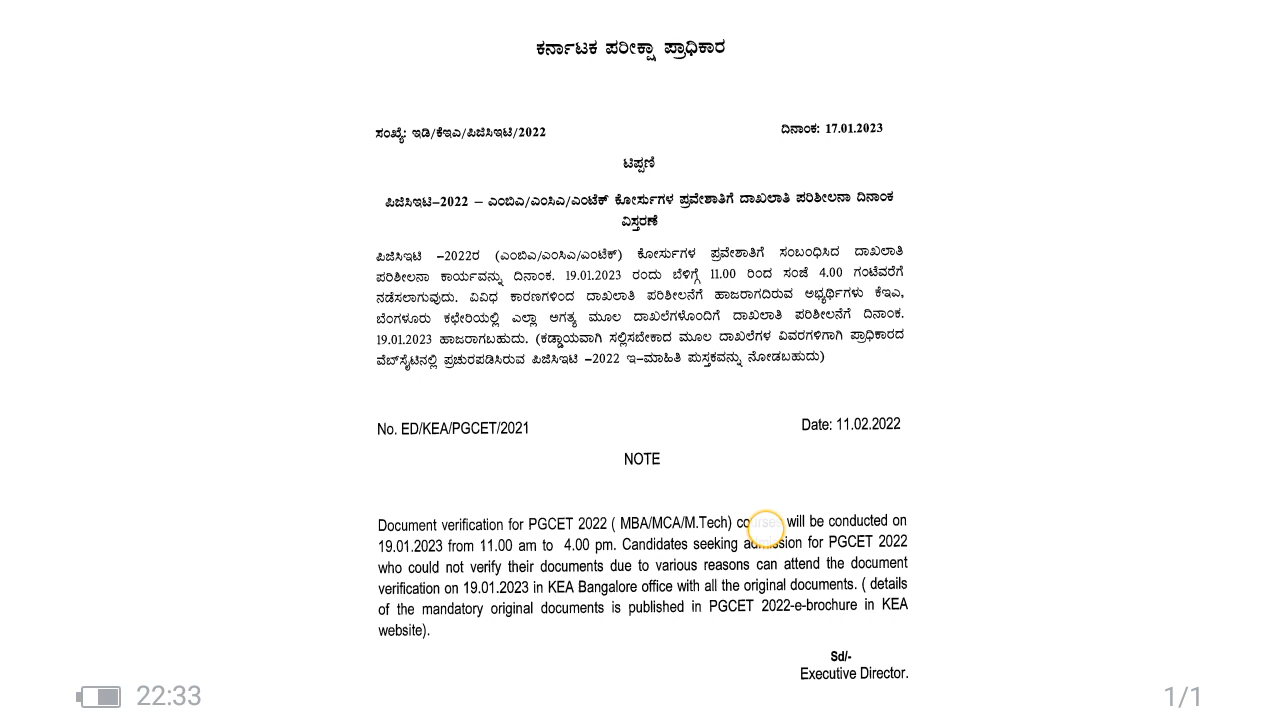 ಕರ್ನಾಟಕ ಪರೀಕ್ಷಾ ಪ್ರಾಧಿಕಾರ
ಸಂಖ್ಯೆ: ಇಡಿ/ಕೆಇಎ/ಪಿಜಿಸಿಇಟಿ/2022 ದಿನಾಂಕ: 17.01.2023
ಟಿಪ್ಪಣಿ
ಪಿಜಿಸಿಇಟಿ–2022 – ಎಂಬಿಎ/ಎಂಸಿಎ/ಎಂಟೆಕ್ ಕೋರ್ಸುಗಳ ಪ್ರವೇಶಾತಿಗೆ ದಾಖಲಾತಿ ಪರಿಶೀಲನಾ ದಿನಾಂಕ
ವಿಸ್ತರಣೆ
ಪಿಜಿಸಿಇಟಿ –2022ರ (ಎಂಬಿಎ/ಎಂಸಿಎ/ಎಂಟೆಕ್) ಕೋರ್ಸುಗಳ ಪ್ರವೇಶಾತಿಗೆ ಸಂಬಂಧಿಸಿದ ದಾಖಲಾತಿ
ಪರಿಶೀಲನಾ ಕಾರ್ಯವನ್ನು ದಿನಾಂಕ. 19.01.2023 ರಂದು ಬೆಳಿಗ್ಗೆ 11.00 ರಿಂದ ಸಂಜೆ 4.00 ಗಂಟೆವರೆಗೆ
ನಡೆಸಲಾಗುವುದು. ವಿವಿಧ ಕಾರಣಗಳಿಂದ ದಾಖಲಾತಿ ಪರಿಶೀಲನೆಗೆ ಹಾಜರಾಗದಿರುವ ಅಭ್ಯರ್ಥಿಗಳು ಕೆಇಎ,
ಬೆಂಗಳೂರು ಕಛೇರಿಯಲ್ಲಿ ಎಲ್ಲಾ ಅಗತ್ಯ ಮೂಲ ದಾಖಲೆಗಳೊಂದಿಗೆ ದಾಖಲಾತಿ ಪರಿಶೀಲನೆಗೆ ದಿನಾಂಕ.
19.01.2023 ಹಾಜರಾಗಬಹುದು. (ಕಡ್ಡಾಯವಾಗಿ ಸಲ್ಲಿಸಬೇಕಾದ ಮೂಲ ದಾಖಲೆಗಳ ವಿವರಗಳಿಗಾಗಿ ಪ್ರಾಧಿಕಾರದ
ವೆಬ್‌ಸೈಟಿನಲ್ಲಿ ಪ್ರಚುರಪಡಿಸಿರುವ ಪಿಜಿಸಿಇಟಿ –2022 ಇ–ಮಾಹಿತಿ ಪುಸ್ತಕವನ್ನು ನೋಡಬಹುದು)
No. ED/KEA/PGCET/2021 Date: 11.02.2022
NOTE
Document verification for PGCET 2022 ( MBA/MCA/M.Tech) courses will be conducted on
19.01.2023 from 11.00 am to 4.00 pm. Candidates seeking admission for PGCET 2022
who could not verify their documents due to various reasons can attend the document
verification on 19.01.2023 in KEA Bangalore office with all the original documents. ( details
of the mandatory original documents is published in PGCET 2022-e-brochure in KEA
website).
Sd/-
Executive Director.
22:33 1/1